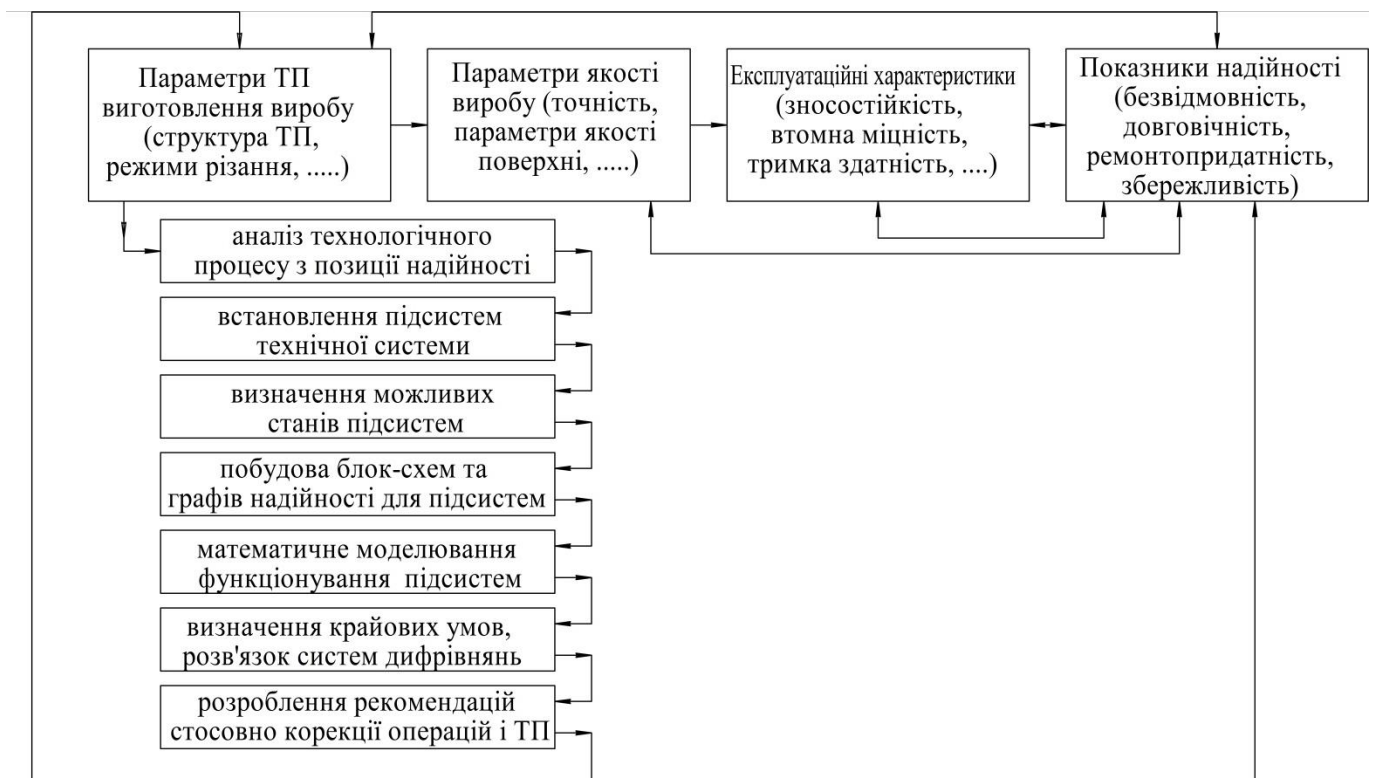 Параметри ТП
виготовлення виробу
(структура ТП,
режими різання, .....)
Параметри якості
виробу (точність,
параметри якості
поверхні, .....)
Експлуатаційні характеристики
(зносостійкість,
втомна міцність,
тримка здатність, ....)
Показники надійності
(безвідмовність,
довговічність,
ремонтопридатність,
збережливість)
аналіз технологічного
процесу з позиції надійності
встановлення підсистем
технічної системи
визначення можливих
станів підсистем
побудова блок-схем та
графів надійності для підсистем
математичне моделювання
функціонування підсистем
визначення крайових умов,
розв'язок систем дифрівнянь
розроблення рекомендацій
стосовно корекції операцій і ТП